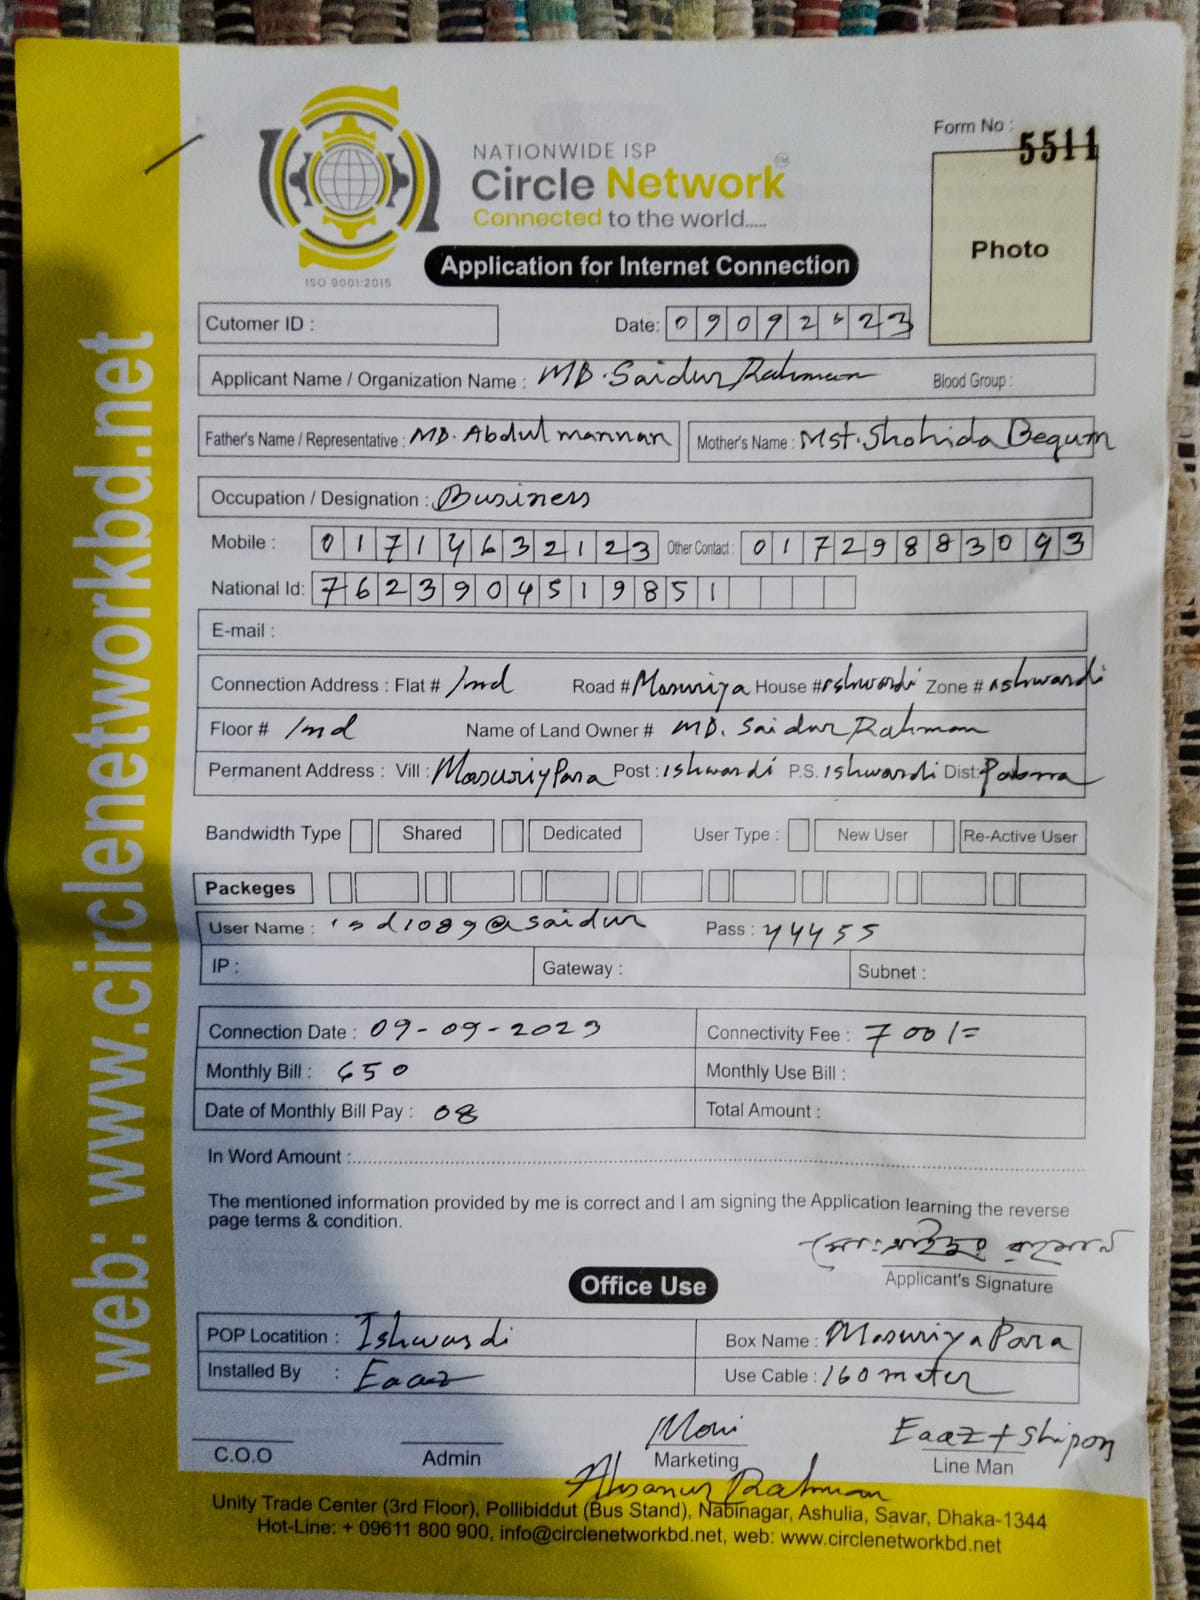 Form No : 5511
NATIONWIDE ISP
Circle Network TM
Connected to the world.....
ISO 9001:2015
Application for Internet Connection
Photo
Cutomer ID :
Date: 09092023
Applicant Name / Organization Name : MD. Saidur Rahman Blood Group :
Father's Name / Representative : MD. Abdul mannan Mother's Name : Mst. Shohida Begum
Occupation / Designation : Business
Mobile : 01714632123 Other Contact : 01729883093
National Id: 7623904519851
E-mail :
Connection Address : Flat # Road # Masuriya House # Zone #
Floor # Name of Land Owner # MD. Saidur Rahman
Permanent Address : Vill : MasuriyPara Post : ishwardi P.S. Ishwardi Dist: Pabna
Bandwidth Type Shared Dedicated User Type : New User Re-Active User
Packeges
User Name : isd1089@saidur Pass : 44455
IP : Gateway : Subnet :
Connection Date : 09-09-2023 Connectivity Fee : 700/=
Monthly Bill : 650 Monthly Use Bill :
Date of Monthly Bill Pay : 08 Total Amount :
In Word Amount :
The mentioned information provided by me is correct and I am signing the Application learning the reverse
page terms & condition.
মোঃ সাইদুর রহমান
Applicant's Signature
Office Use
POP Locatition : Ishwardi Box Name : MasuriyaPara
Installed By : Eaaz Use Cable : 160 meter
Moni Eaaz + Shipon
C.O.O Admin Marketing Line Man
Ahsanur Rahman
Unity Trade Center (3rd Floor), Pollibiddut (Bus Stand), Nabinagar, Ashulia, Savar, Dhaka-1344
Hot-Line: + 09611 800 900, info@circlenetworkbd.net, web: www.circlenetworkbd.net
web: www.circlenetworkbd.net